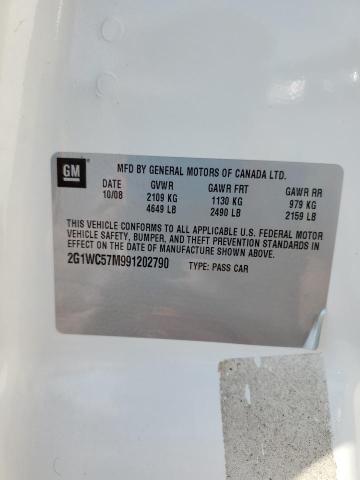 GM MFD BY GENERAL MOTORS OF CANADA LTD.
DATE GVWR GAWR FRT GAWR RR
10/08 2109 KG 1130 KG 979 KG
4649 LB 2490 LB 2159 LB
THIS VEHICLE CONFORMS TO ALL APPLICABLE U.S. FEDERAL MOTOR
VEHICLE SAFETY, BUMPER, AND THEFT PREVENTION STANDARDS IN
EFFECT ON THE DATE OF MANUFACTURE SHOWN ABOVE.
2G1WC57M991202790 TYPE: PASS CAR